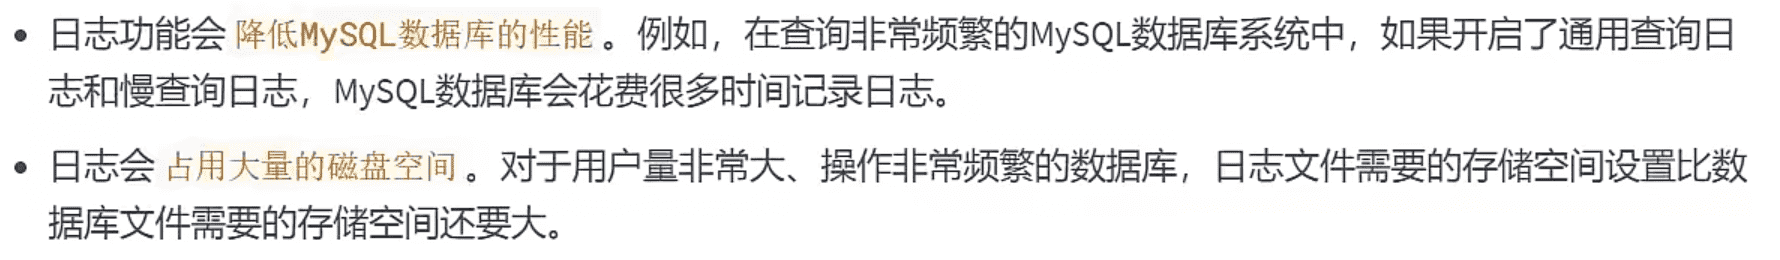 • 日志功能会 降低MySQL数据库的性能 。例如，在查询非常频繁的MySQL数据库系统中，如果开启了通用查询日
志和慢查询日志，MySQL数据库会花费很多时间记录日志。
• 日志会 占用大量的磁盘空间 。对于用户量非常大、操作非常频繁的数据库，日志文件需要的存储空间设置比数
据库文件需要的存储空间还要大。